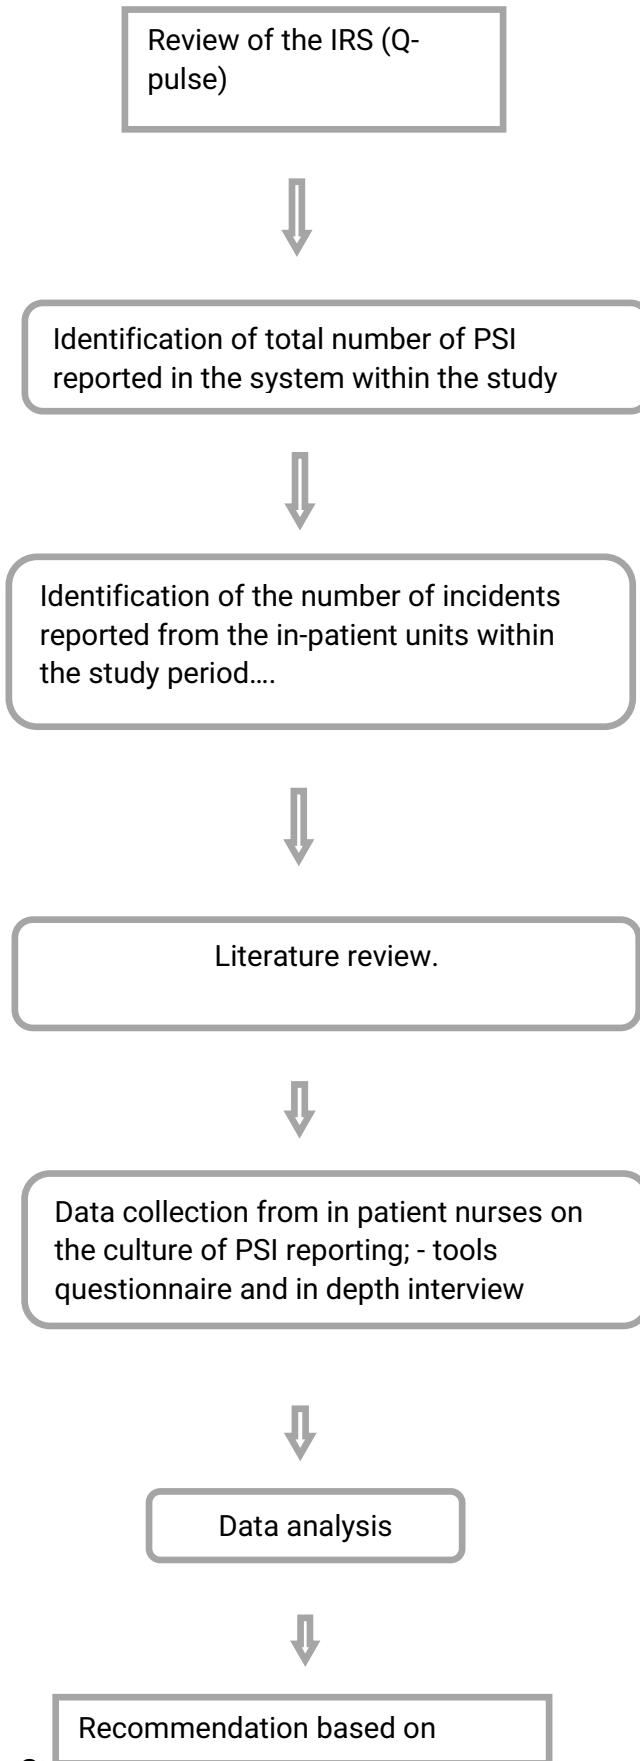 Review of the IRS (Q-
pulse)
Identification of total number of PSI
reported in the system within the study
Identification of the number of incidents
reported from the in-patient units within
the study period....
Literature review.
Data collection from in patient nurses on
the culture of PSI reporting; - tools
questionnaire and in depth interview
Data analysis
Recommendation based on